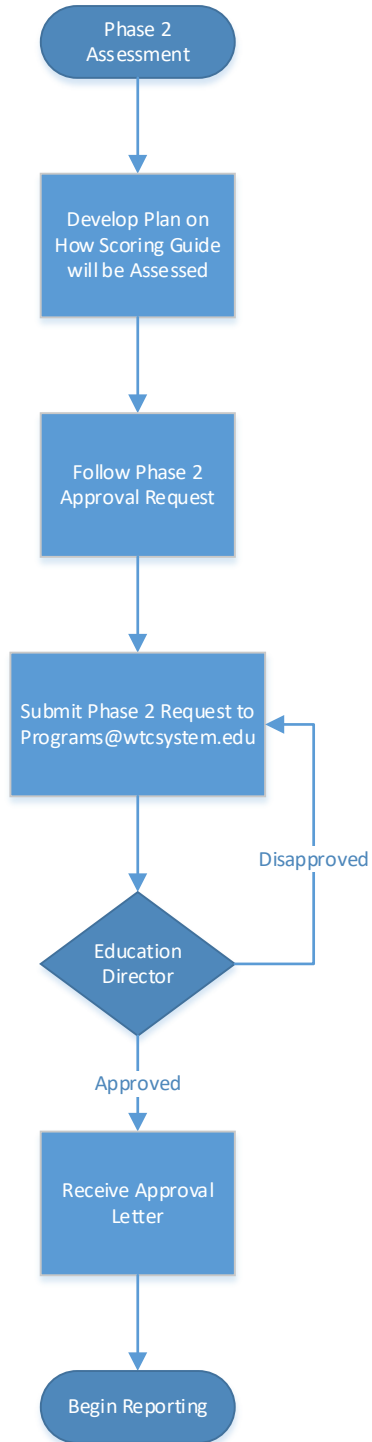 Phase 2
Assessment
Develop Plan on
How Scoring Guide
will be Assessed
Follow Phase 2
Approval Request
Submit Phase 2 Request to
Programs@wtcsystem.edu
Disapproved
Education
Director
Approved
Receive Approval
Letter
Begin Reporting